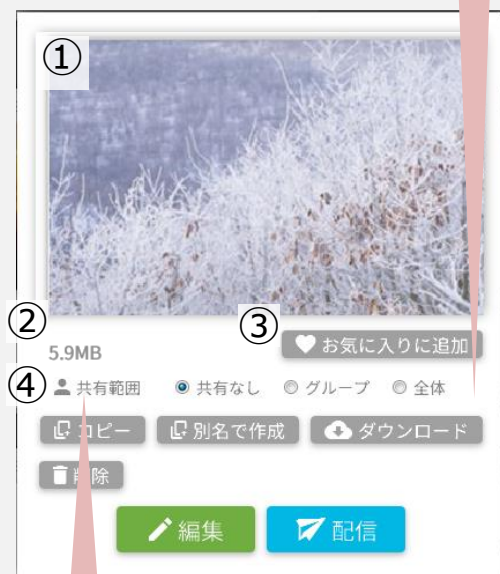 ①
②
5.9MB
③
お気に入りに追加
④
共有範囲 共有なし グループ 全体
コピー 別名で作成 ダウンロード
削除
編集 配信